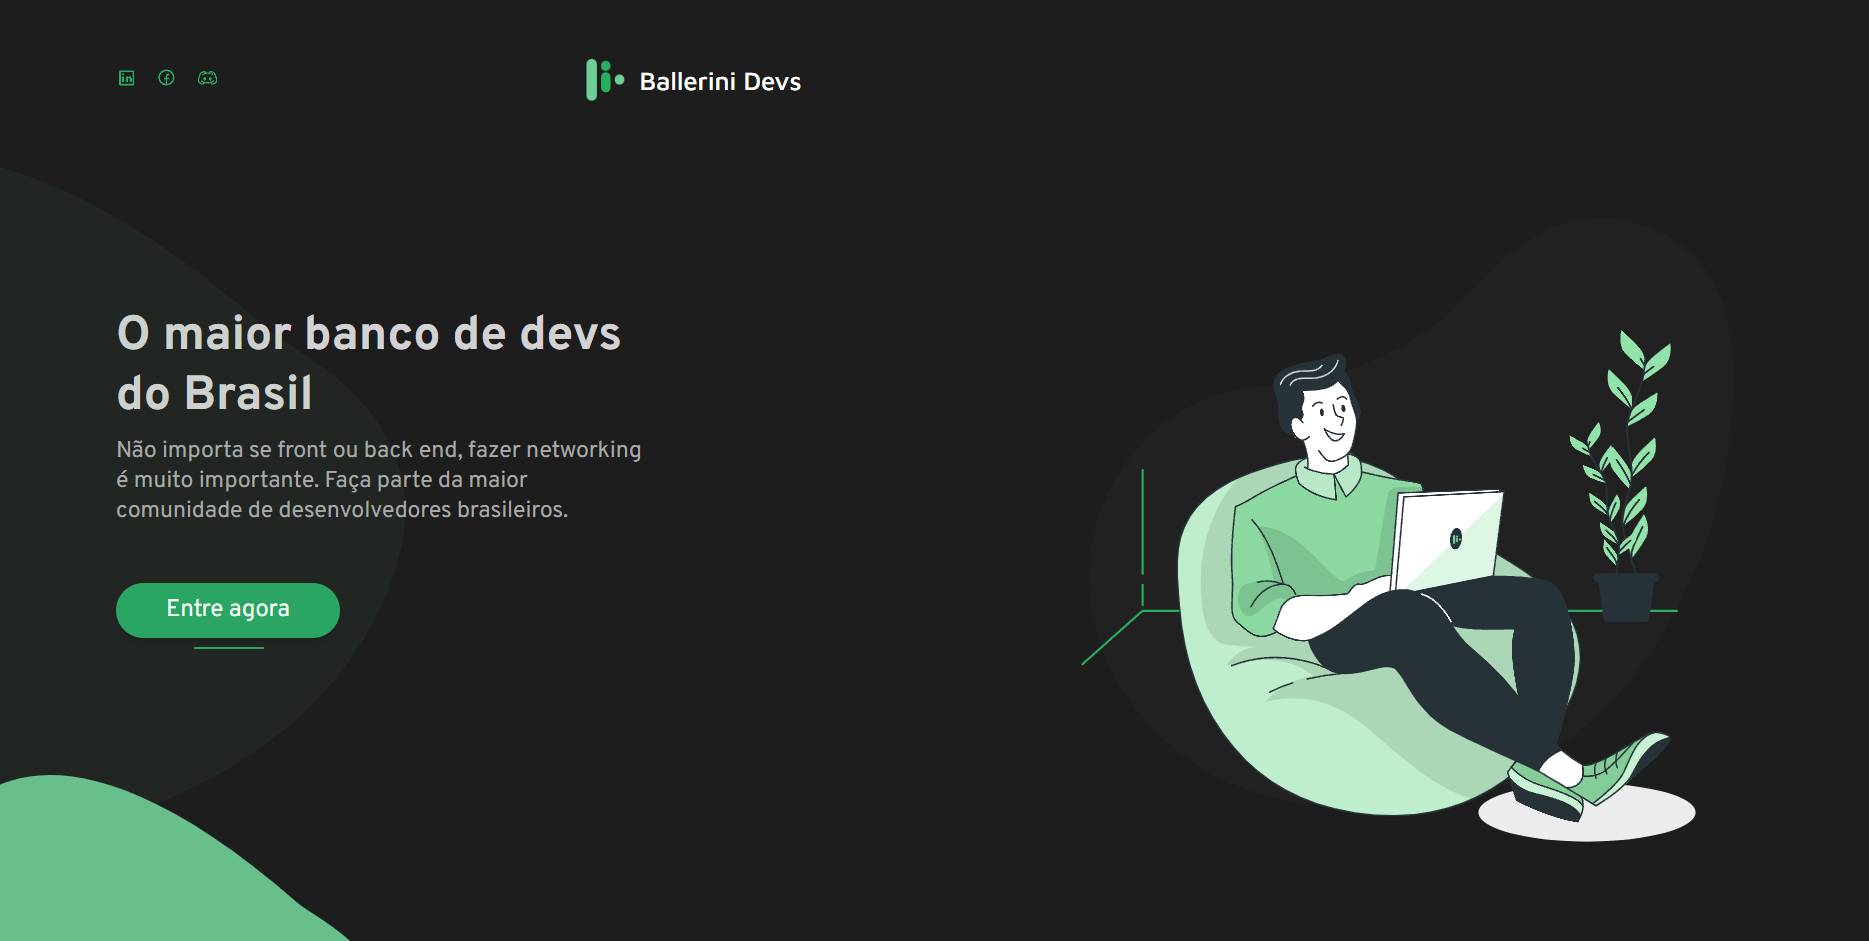 Ballerini Devs
O maior banco de devs
do Brasil
Não importa se front ou back end, fazer networking
é muito importante. Faça parte da maior
comunidade de desenvolvedores brasileiros.
Entre agora